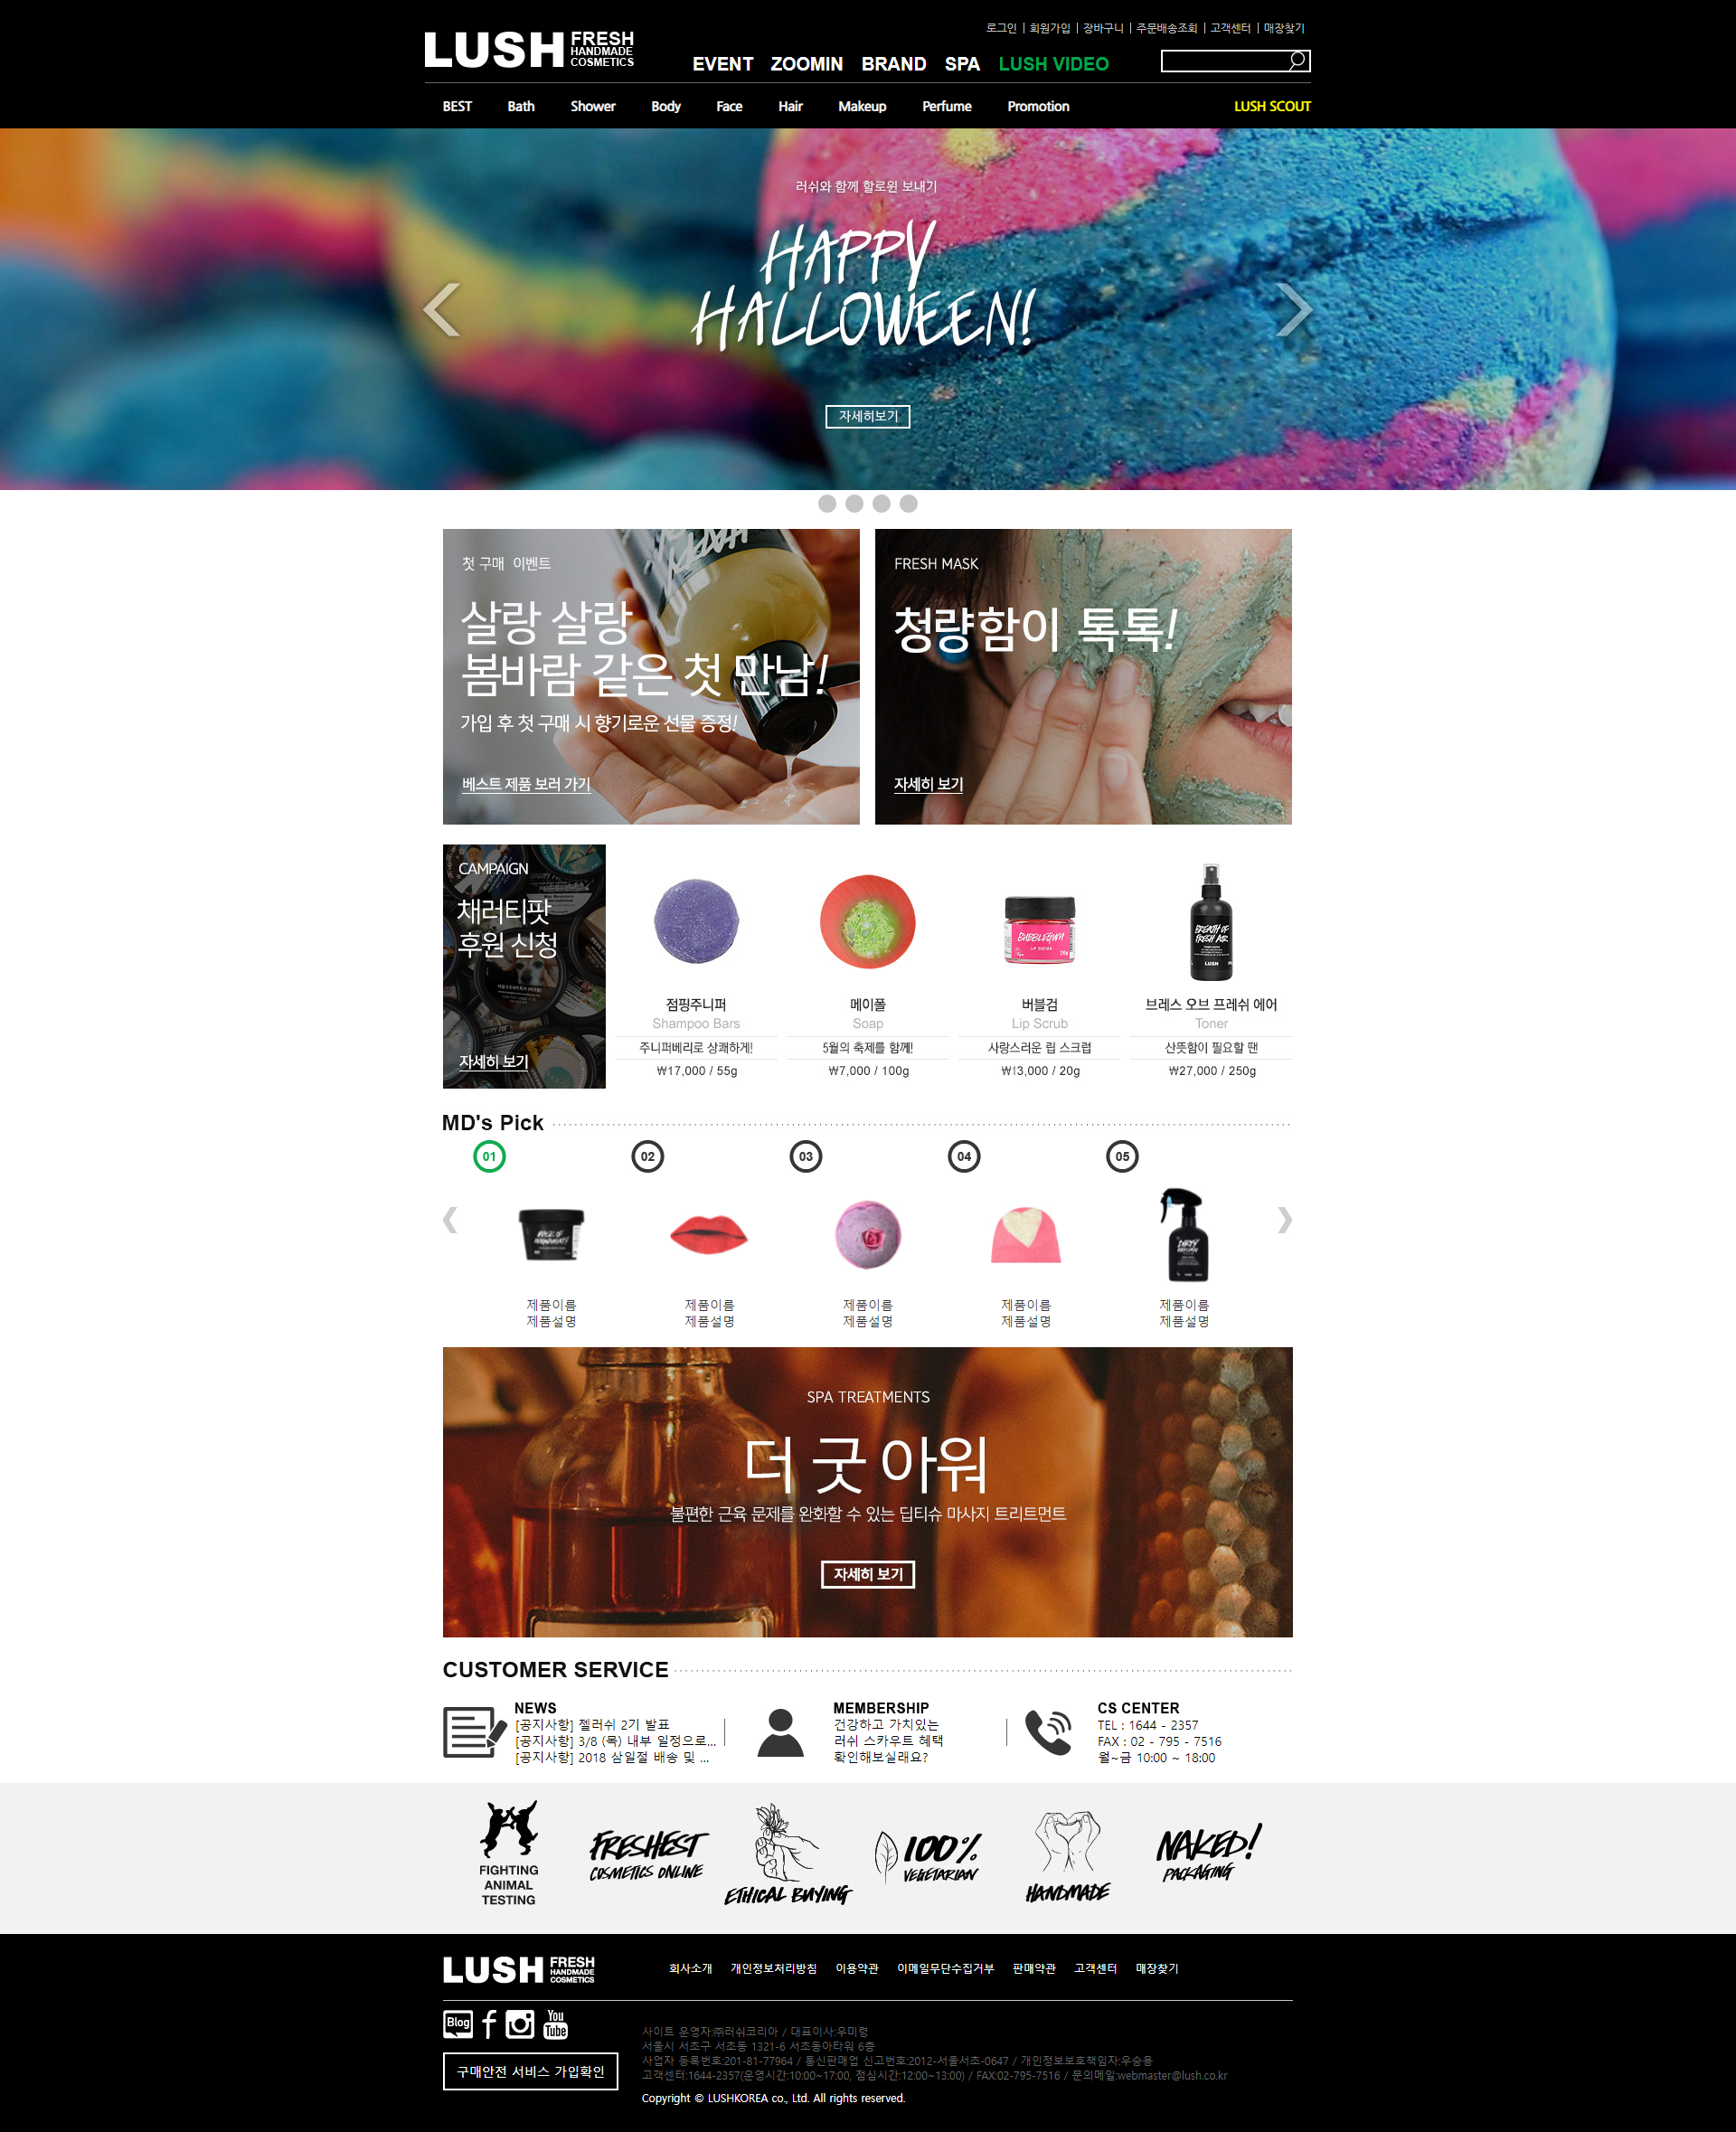 로그인 | 회원가입 | 장바구니 | 주문배송조회 | 고객센터 | 매장찾기
LUSH FRESH HANDMADE COSMETICS
EVENT ZOOMIN BRAND SPA LUSH VIDEO
BEST Bath Shower Body Face Hair Makeup Perfume Promotion LUSH SCOUT
러쉬와 함께 할로윈 보내기
HAPPY
HALLOWEEN!
자세히보기
첫 구매 이벤트
살랑 살랑
봄바람 같은 첫 만남!
가입 후 첫 구매 시 향기로운 선물 증정!
베스트 제품 보러 가기
FRESH MASK
청량함이 톡톡!
자세히 보기
CAMPAIGN
채러티팟
후원 신청
자세히 보기
BUBBLEGUM
LIP SCRUB
BREATH OF
FRESH AIR
LUSH
점핑주니퍼
Shampoo Bars
주니퍼베리로 상쾌하게!
₩17,000 / 55g
메이폴
Soap
5월의 축제를 함께!
₩7,000 / 100g
버블검
Lip Scrub
사랑스러운 립 스크럽
₩13,000 / 20g
브레스 오브 프레쉬 에어
Toner
산뜻함이 필요할 땐
₩27,000 / 250g
MD's Pick
01 02 03 04 05
DIRTY
제품이름 제품이름 제품이름 제품이름 제품이름
제품설명 제품설명 제품설명 제품설명 제품설명
SPA TREATMENTS
더 굿 아워
불편한 근육 문제를 완화할 수 있는 딥티슈 마사지 트리트먼트
자세히 보기
CUSTOMER SERVICE
NEWS
[공지사항] 젤러쉬 2기 발표
[공지사항] 3/8 (목) 내부 일정으로...
[공지사항] 2018 삼일절 배송 및 ...
MEMBERSHIP
건강하고 가치있는
러쉬 스카우트 혜택
확인해보실래요?
CS CENTER
TEL : 1644 - 2357
FAX : 02 - 795 - 7516
월~금 10:00 ~ 18:00
FIGHTING
ANIMAL
TESTING
FRESHEST
COSMETICS ONLINE
ETHICAL BUYING
100%
VEGETARIAN
HANDMADE
NAKED!
PACKAGING
LUSH FRESH HANDMADE COSMETICS
회사소개 개인정보처리방침 이용약관 이메일무단수집거부 판매약관 고객센터 매장찾기
Blog f You Tube
구매안전 서비스 가입확인
사이트 운영자:㈜러쉬코리아 / 대표이사:우미령
서울시 서초구 서초동 1321-6 서초동아타워 6층
사업자 등록번호:201-81-77964 / 통신판매업 신고번호:2012-서울서초-0647 / 개인정보보호책임자:우승용
고객센터:1644-2357(운영시간:10:00~17:00, 점심시간:12:00~13:00) / FAX:02-795-7516 / 문의메일:webmaster@lush.co.kr
Copyright © LUSHKOREA co., Ltd. All rights reserved.